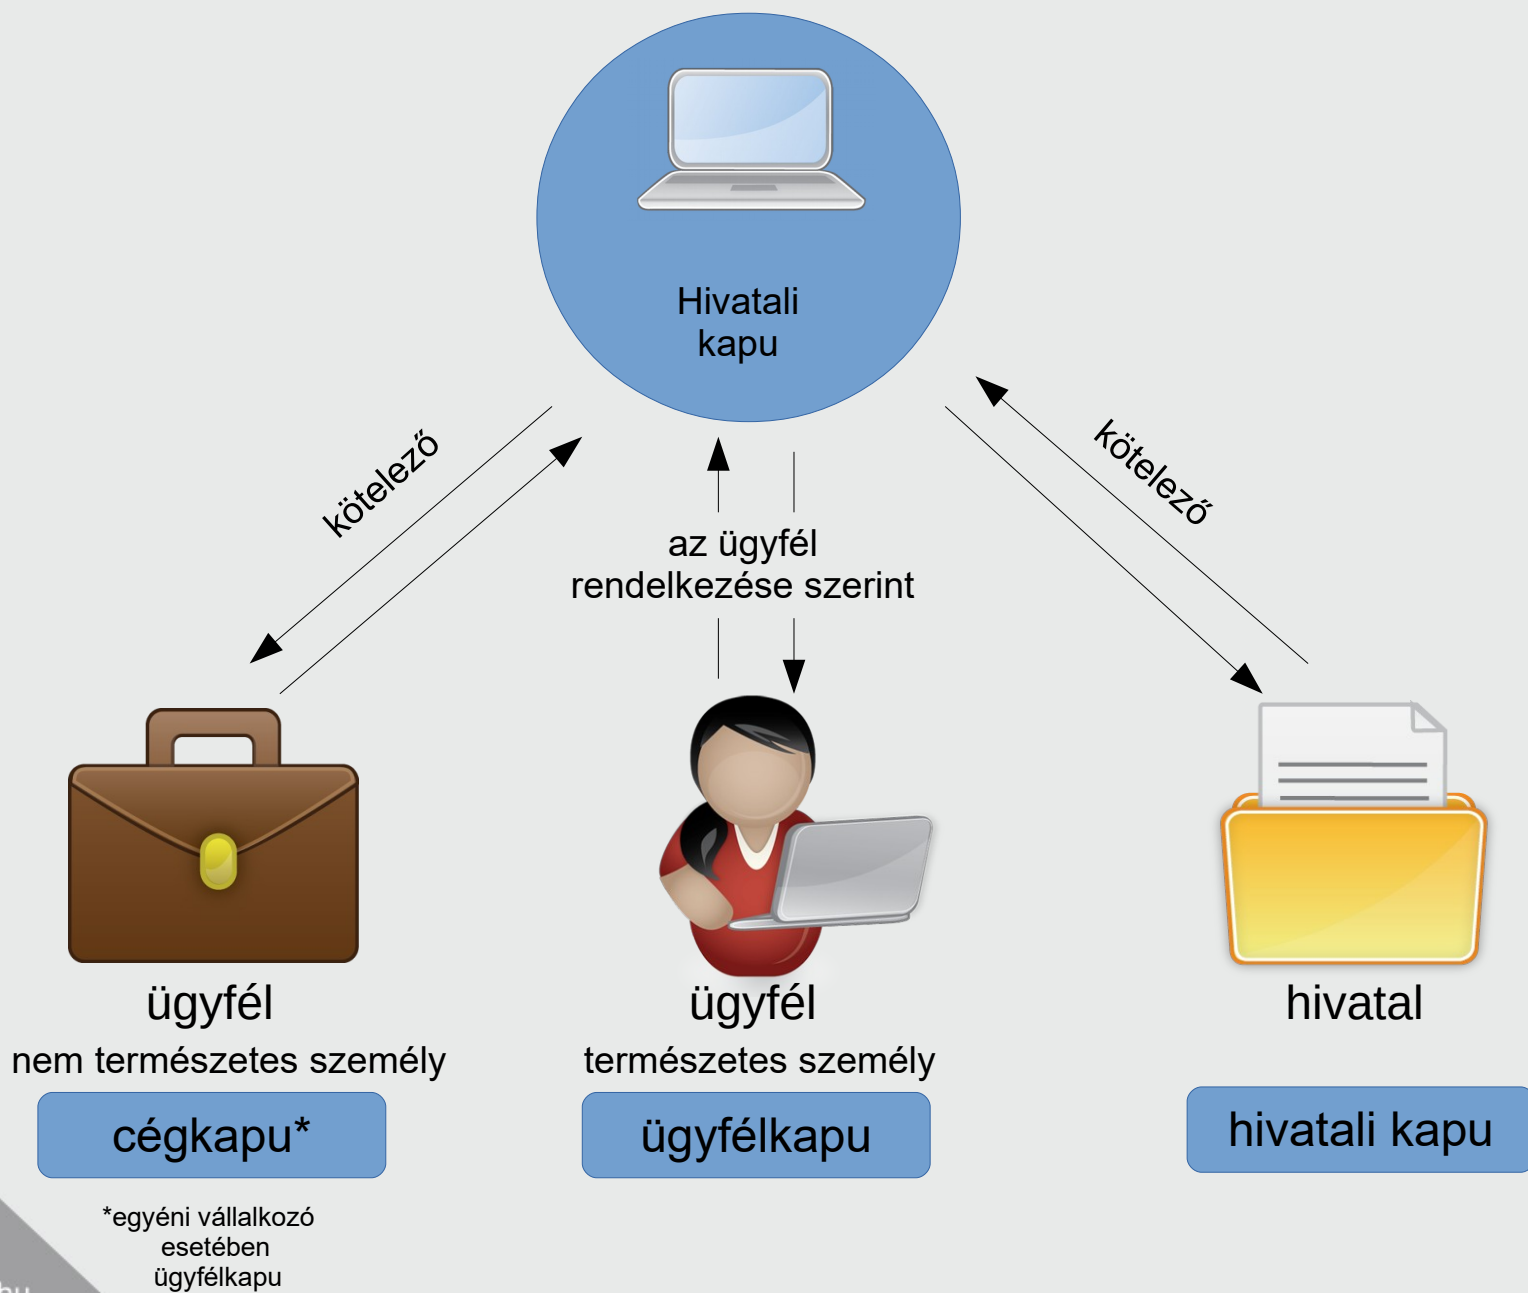 Hivatali
kapu
kötelező
az ügyfél
rendelkezése szerint
kötelező
ügyfél
nem természetes személy
cégkapu*
*egyéni vállalkozó
esetében
ügyfélkapu
ügyfél
természetes személy
ügyfélkapu
hivatal
hivatali kapu